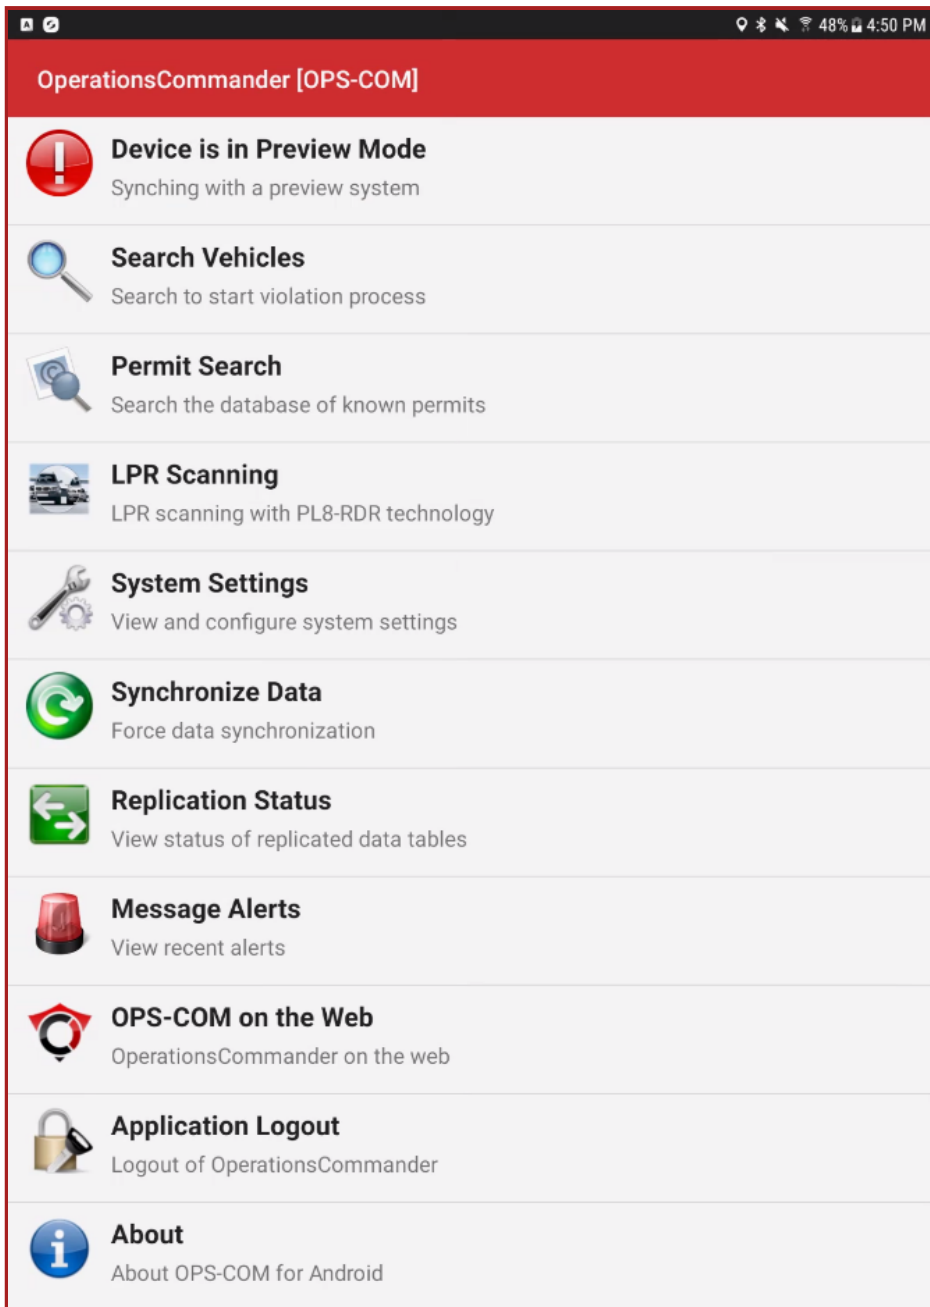 48% 4:50 PM
OperationsCommander [OPS-COM]
Device is in Preview Mode
Synching with a preview system
Search Vehicles
Search to start violation process
Permit Search
Search the database of known permits
LPR Scanning
LPR scanning with PL8-RDR technology
System Settings
View and configure system settings
Synchronize Data
Force data synchronization
Replication Status
View status of replicated data tables
Message Alerts
View recent alerts
OPS-COM on the Web
OperationsCommander on the web
Application Logout
Logout of OperationsCommander
About
About OPS-COM for Android